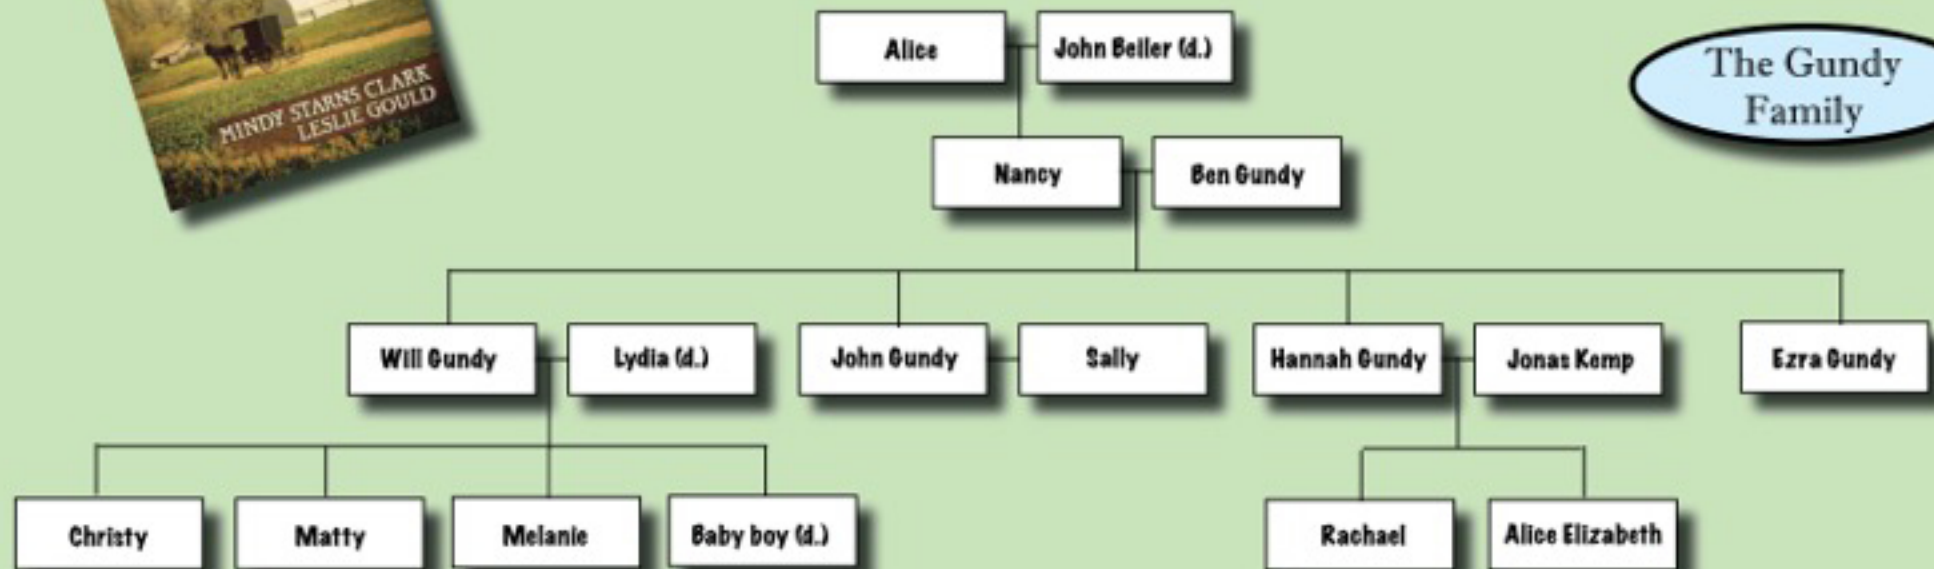 MINDY STARNS CLARK
LESLIE GOULD
Alice
John Beiler (d.)
The Gundy
Family
Nancy
Ben Gundy
Will Gundy
Lydia (d.)
John Gundy
Sally
Hannah Gundy
Jonas Kemp
Ezra Gundy
Christy
Matty
Melanie
Baby boy (d.)
Rachael
Alice Elizabeth